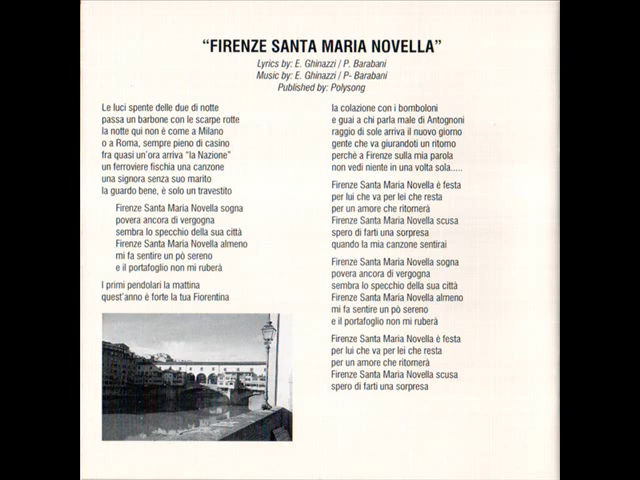 “FIRENZE SANTA MARIA NOVELLA”
Lyrics by: E. Ghinazzi / P. Barabani
Music by: E. Ghinazzi / P- Barabani
Published by: Polysong
Le luci spente delle due di notte
passa un barbone con le scarpe rotte
la notte qui non è come a Milano
o a Roma, sempre pieno di casino
fra quasi un'ora arriva “la Nazione”
un ferroviere fischia una canzone
una signora senza suo marito
la guardo bene, è solo un travestito
Firenze Santa Maria Novella sogna
povera ancora di vergogna
sembra lo specchio della sua città
Firenze Santa Maria Novella almeno
mi fa sentire un pò sereno
e il portafoglio non mi ruberà
I primi pendolari la mattina
quest'anno è forte la tua Fiorentina
la colazione con i bomboloni
e guai a chi parla male di Antognoni
raggio di sole arriva il nuovo giorno
gente che va giurandoti un ritorno
perchè a Firenze sulla mia parola
non vedi niente in una volta sola.....
Firenze Santa Maria Novella è festa
per lui che va per lei che resta
per un amore che ritornerà
Firenze Santa Maria Novella scusa
spero di farti una sorpresa
quando la mia canzone sentirai
Firenze Santa Maria Novella sogna
povera ancora di vergogna
sembra lo specchio della sua città
Firenze Santa Maria Novella almeno
mi fa sentire un pò sereno
e il portafoglio non mi ruberà
Firenze Santa Maria Novella è festa
per lui che va per lei che resta
per un amore che ritornerà
Firenze Santa Maria Novella scusa
spero di farti una sorpresa